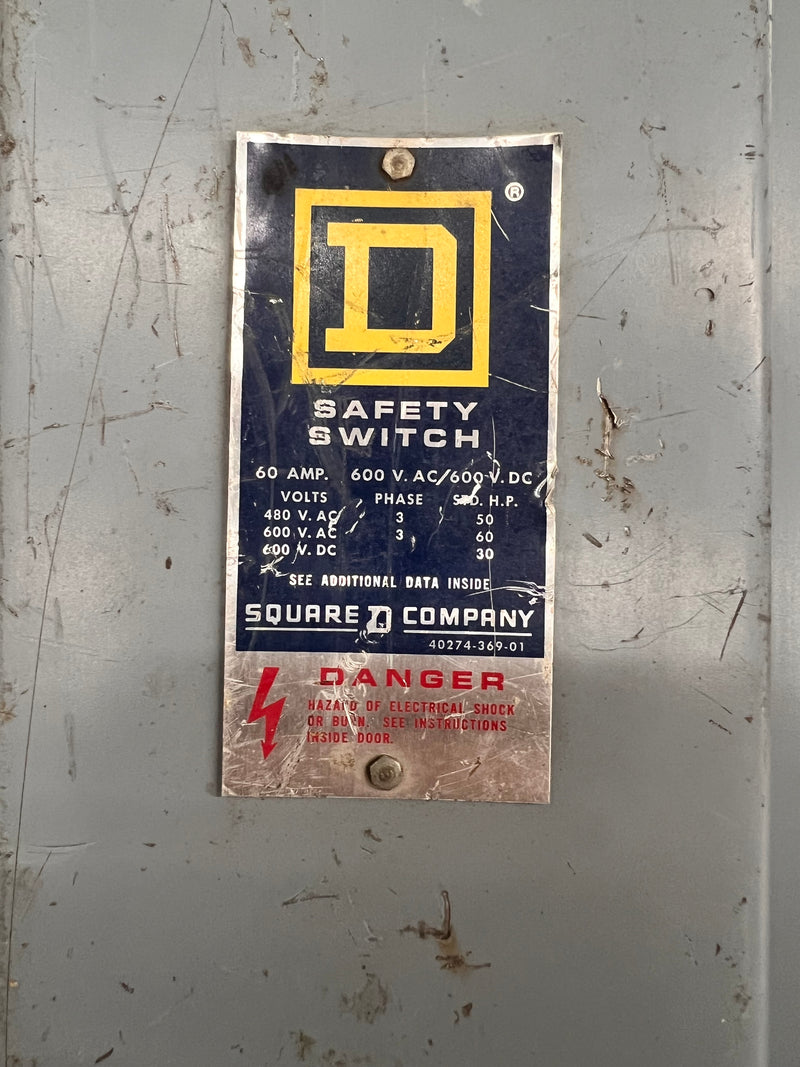 D
®
SAFETY
SWITCH
60 AMP. 600 V. AC/600 V. DC
VOLTS PHASE STD. H.P.
480 V. AC 3 50
600 V. AC 3 60
600 V. DC 30
SEE ADDITIONAL DATA INSIDE
SQUARE D COMPANY
40274-369-01
DANGER
HAZARD OF ELECTRICAL SHOCK
OR BURN. SEE INSTRUCTIONS
INSIDE DOOR.